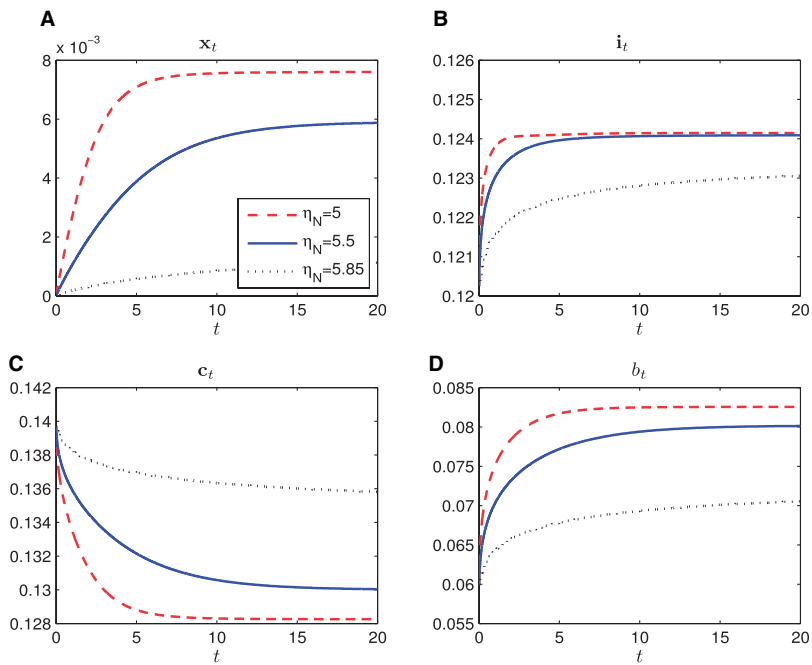 A
x_t
x 10^−3
8
6
4
2
0
0 5 10 15 20
t
η_N=5
η_N=5.5
η_N=5.85
B
i_t
0.126
0.125
0.124
0.123
0.122
0.121
0.12
0 5 10 15 20
t
C
c_t
0.142
0.14
0.138
0.136
0.134
0.132
0.13
0.128
0 5 10 15 20
t
D
b_t
0.085
0.08
0.075
0.07
0.065
0.06
0.055
0 5 10 15 20
t